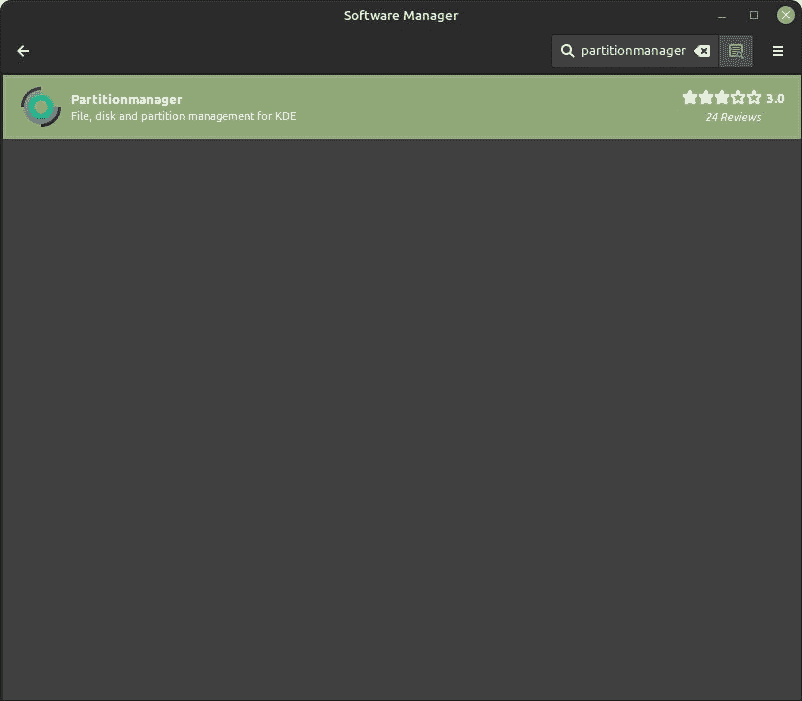 Software Manager
partitionmanager
Partitionmanager
3.0
File, disk and partition management for KDE
24 Reviews